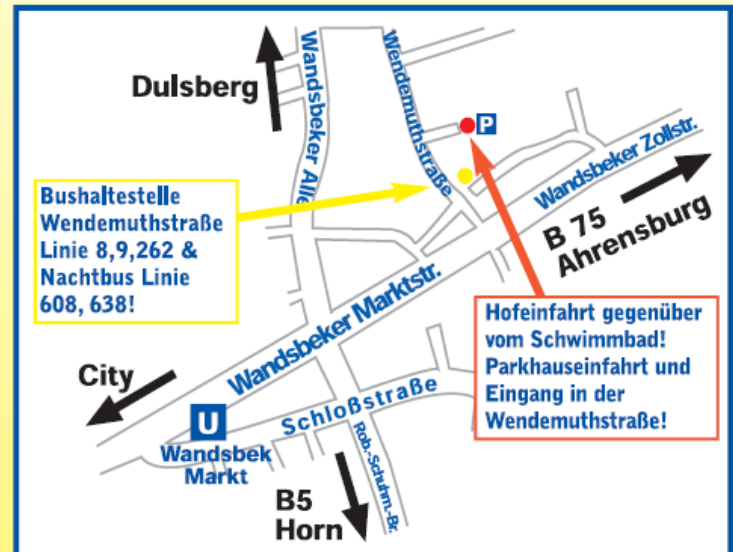 Dulsberg
Wandsbeker Alle
Wendemuthstraße
P
Wandsbeker Zollstr.
B 75
Ahrensburg
Bushaltestelle
Wendemuthstraße
Linie 8,9,262 &
Nachtbus Linie
608, 638!
Hofeinfahrt gegenüber
vom Schwimmbad!
Parkhauseinfahrt und
Eingang in der
Wendemuthstraße!
Wandsbeker Marktstr.
City
U
Wandsbek
Markt
Schloßstraße
Rob.-Schuhm.-Br.
B5
Horn